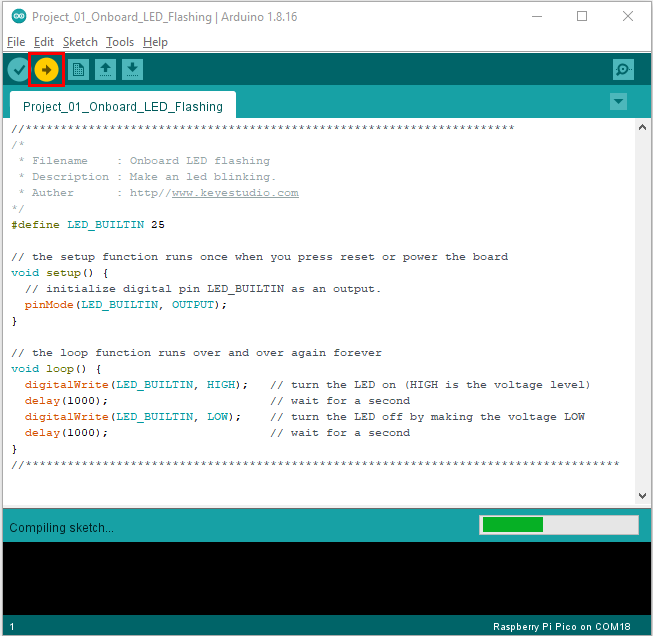 Project_01_Onboard_LED_Flashing | Arduino 1.8.16
File Edit Sketch Tools Help
Project_01_Onboard_LED_Flashing
//**********************************************************************
/*
 * Filename    : Onboard LED flashing
 * Description : Make an led blinking.
 * Auther      : http//www.keyestudio.com
*/
#define LED_BUILTIN 25
// the setup function runs once when you press reset or power the board
void setup() {
  // initialize digital pin LED_BUILTIN as an output.
  pinMode(LED_BUILTIN, OUTPUT);
}
// the loop function runs over and over again forever
void loop() {
  digitalWrite(LED_BUILTIN, HIGH);   // turn the LED on (HIGH is the voltage level)
  delay(1000);                       // wait for a second
  digitalWrite(LED_BUILTIN, LOW);    // turn the LED off by making the voltage LOW
  delay(1000);                       // wait for a second
}
//*************************************************************************************
Compiling sketch...
1 Raspberry Pi Pico on COM18